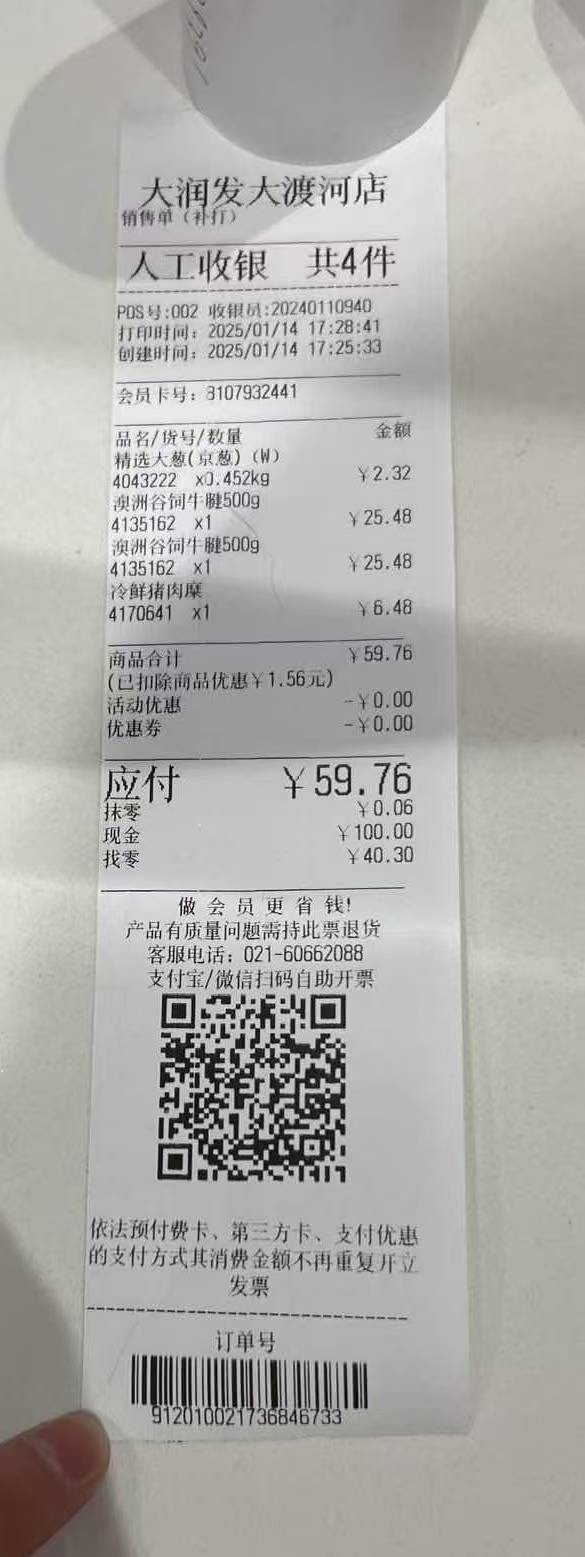 大润发大渡河店
销售单（补打）
人工收银 共4件
POS号:002 收银员:20240110940
打印时间：2025/01/14 17:28:41
创建时间：2025/01/14 17:25:33
会员卡号：8107932441
品名/货号/数量 金额
精选大葱(京葱)（W）
4043222 x0.452kg ￥2.32
澳洲谷饲牛腱500g
4135162 x1 ￥25.48
澳洲谷饲牛腱500g
4135162 x1 ￥25.48
冷鲜猪肉糜
4170641 x1 ￥6.48
商品合计 ￥59.76
(已扣除商品优惠￥1.56元)
活动优惠 -￥0.00
优惠券 -￥0.00
应付 ￥59.76
抹零 ￥0.06
现金 ￥100.00
找零 ￥40.30
做会员更省钱!
产品有质量问题需持此票退货
客服电话：021-60662088
支付宝/微信扫码自助开票
依法预付费卡、第三方卡、支付优惠
的支付方式其消费金额不再重复开立
发票
订单号
912010021736846733